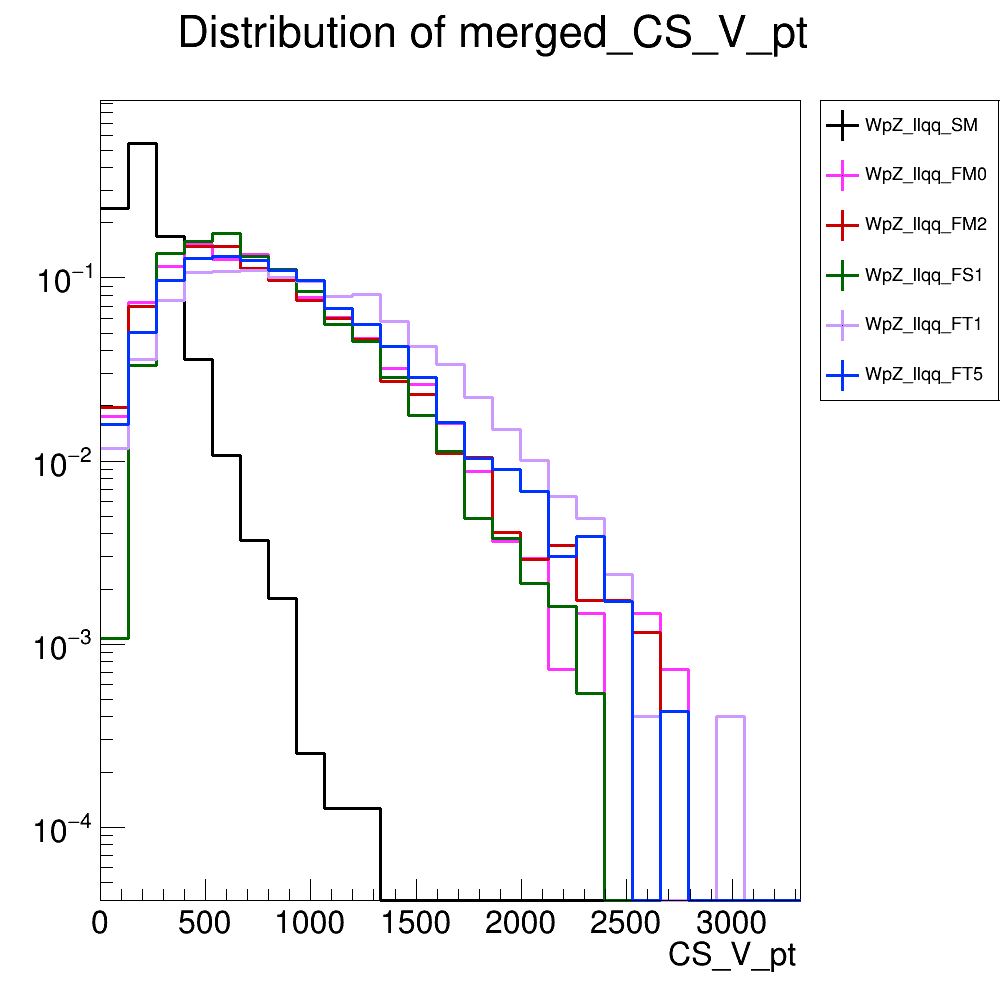 Distribution of merged_CS_V_pt
WpZ_llqq_SM
WpZ_llqq_FM0
WpZ_llqq_FM2
WpZ_llqq_FS1
WpZ_llqq_FT1
WpZ_llqq_FT5
10⁻¹
10⁻²
10⁻³
10⁻⁴
0 500 1000 1500 2000 2500 3000
CS_V_pt